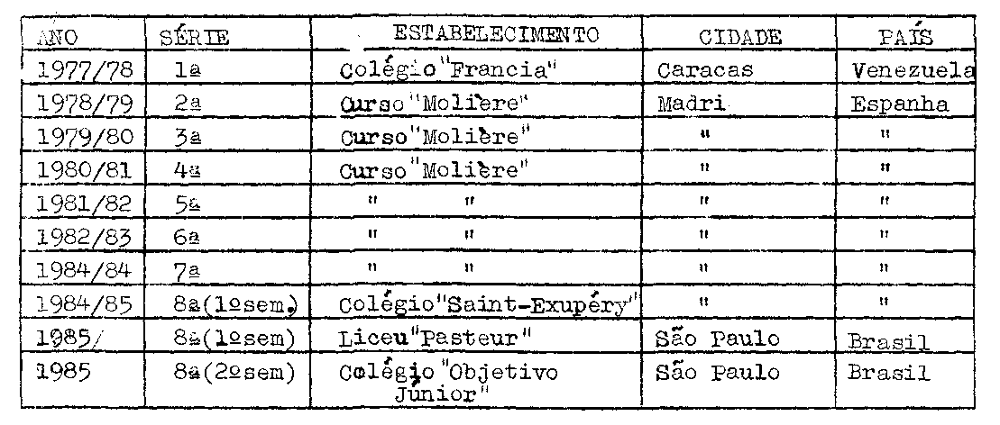 ANO SÉRIE ESTABELECIMENTO CIDADE PAÍS
1977/78 1ª Colégio "Francia" Caracas Venezuela
1978/79 2ª Curso "Molière" Madri Espanha
1979/80 3ª Curso "Molière" " "
1980/81 4ª Curso "Molière" " "
1981/82 5ª " " " "
1982/83 6ª " " " "
1984/84 7ª " " " "
1984/85 8ª (1ºsem) Colégio "Saint-Exupéry" " "
1985/ 8ª (1ºsem) Liceu "Pasteur" São Paulo Brasil
1985 8ª (2ºsem) Colégio "Objetivo São Paulo Brasil
Júnior"